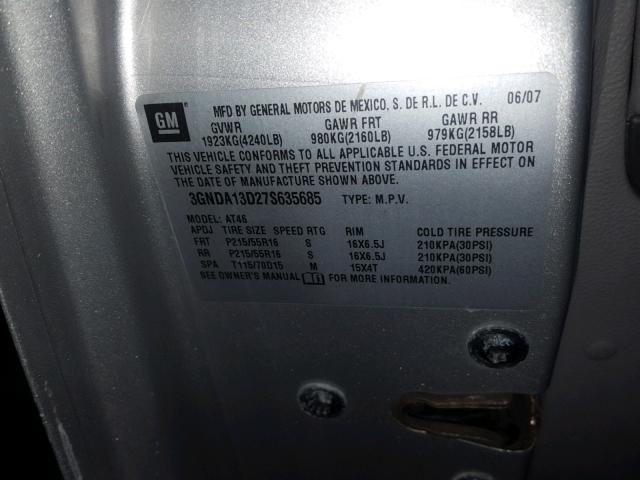 GM
MFD BY GENERAL MOTORS DE MEXICO, S. DE R.L. DE C.V. 06/07
GVWR GAWR FRT GAWR RR
1923KG(4240LB) 980KG(2160LB) 979KG(2158LB)
THIS VEHICLE CONFORMS TO ALL APPLICABLE U.S. FEDERAL MOTOR
VEHICLE SAFETY AND THEFT PREVENTION STANDARDS IN EFFECT ON
THE DATE OF MANUFACTURE SHOWN ABOVE.
3GNDA13D27S635685 TYPE: M.P.V.
MODEL: AT46
APDJ TIRE SIZE SPEED RTG RIM COLD TIRE PRESSURE
FRT P215/55R16 S 16X6.5J 210KPA(30PSI)
RR P215/55R16 S 16X6.5J 210KPA(30PSI)
SPA T115/70D15 M 15X4T 420KPA(60PSI)
SEE OWNER'S MANUAL FOR MORE INFORMATION.